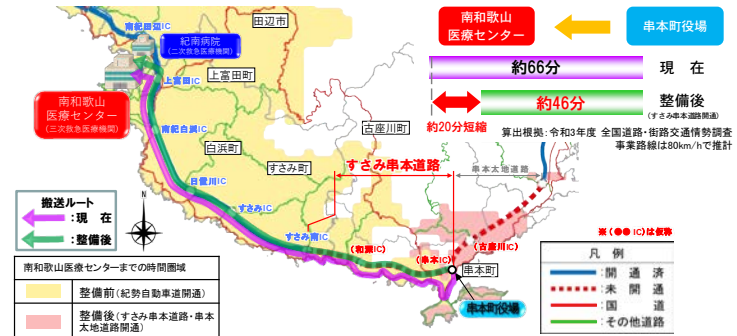 田辺市
南紀田辺IC
紀南病院
(二次救急医療機関)
上富田町
上富田IC
南和歌山
医療センター
(三次救急医療機関)
南紀白浜IC
白浜町
古座川町
すさみ町
日置川IC
すさみIC
すさみ南IC
すさみ串本道路
串本太地道路
(和深IC)
(串本IC)
(古座川IC)
串本町
串本町役場
搬送ルート
:現 在
:整備後
南和歌山医療センターまでの時間圏域
整備前(紀勢自動車道開通)
整備後(すさみ串本道路・串本
太地道路開通)
南和歌山
医療センター
串本町役場
約66分
現 在
約46分
整備後
(すさみ串本道路開通)
約20分短縮
算出根拠:令和3年度 全国道路・街路交通情勢調査
事業路線は80km/hで推計
※(●● IC)は仮称
凡 例
:開 通 済
:未 開 通
:国 道
:その他道路